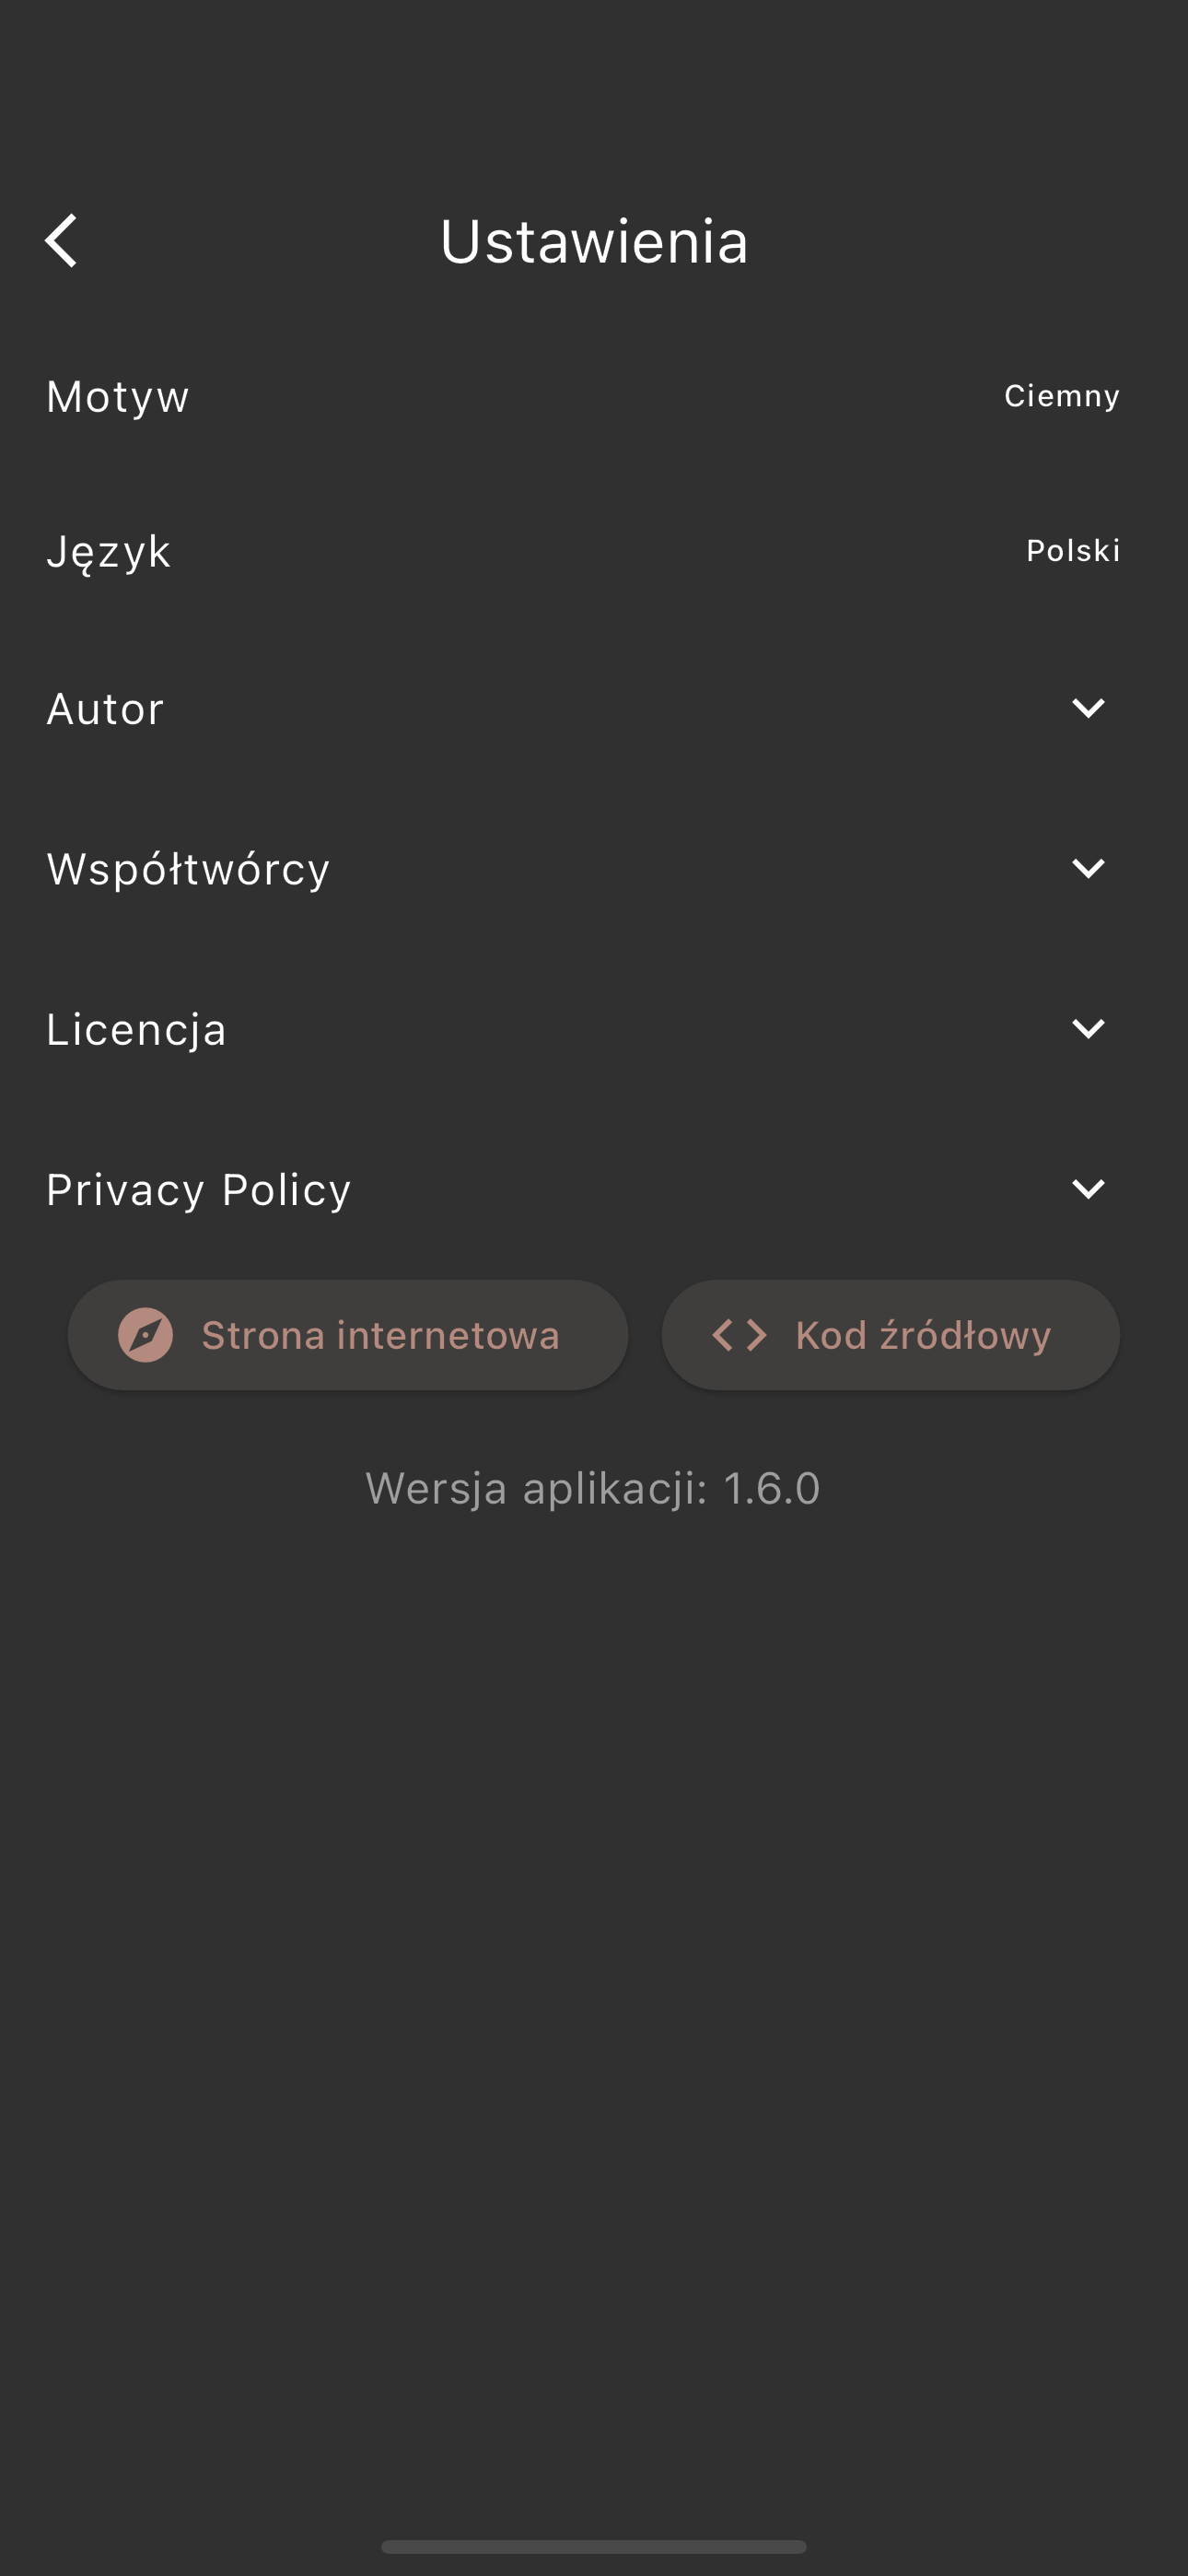 Ustawienia
Motyw Ciemny
Język Polski
Autor
Współtwórcy
Licencja
Privacy Policy
Strona internetowa Kod źródłowy
Wersja aplikacji: 1.6.0